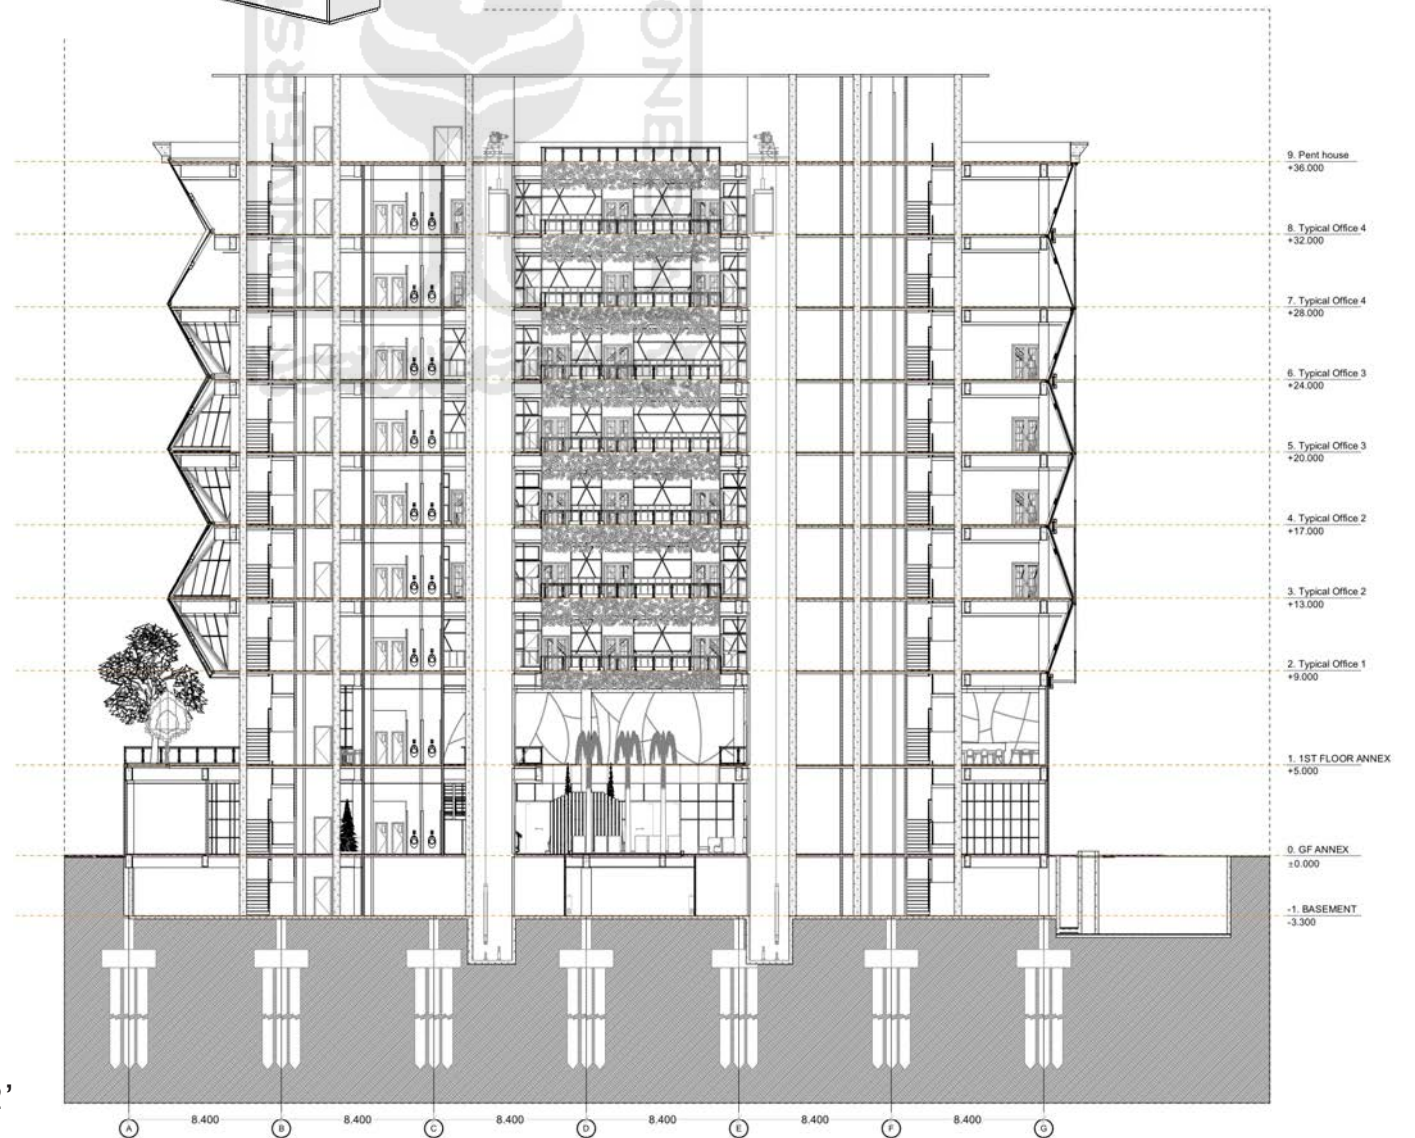 9. Pent house
+36.000
8. Typical Office 4
+32.000
7. Typical Office 4
+28.000
6. Typical Office 3
+24.000
5. Typical Office 3
+20.000
4. Typical Office 2
+17.000
3. Typical Office 2
+13.000
2. Typical Office 1
+9.000
1. 1ST FLOOR ANNEX
+5.000
0. GF ANNEX
±0.000
-1. BASEMENT
-3.300
8.400 8.400 8.400 8.400 8.400 8.400
A B C D E F G